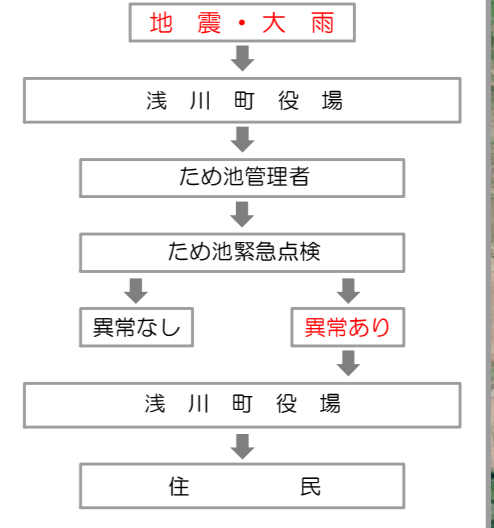 地震・大雨
浅川町役場
ため池管理者
ため池緊急点検
異常なし 異常あり
浅川町役場
住民